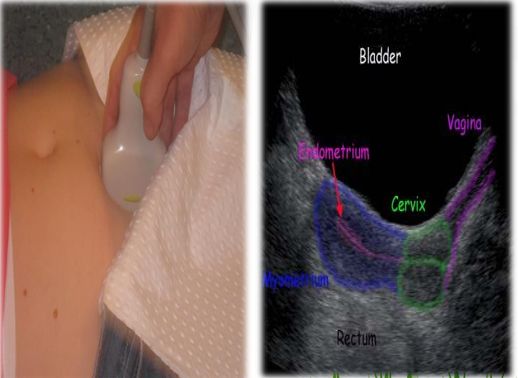 Bladder
Vagina
Endometrium
Cervix
Myometrium
Rectum